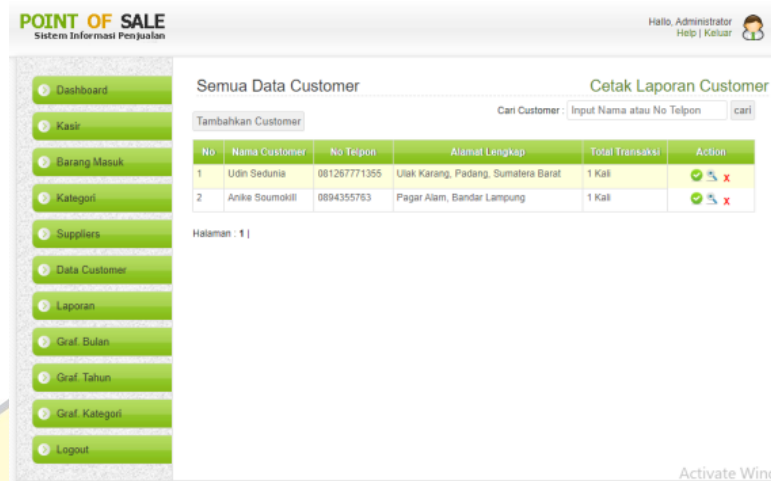 POINT OF SALE
Sistem Informasi Penjualan
Hallo, Administrator
Help | Keluar
Dashboard
Kasir
Barang Masuk
Kategori
Suppliers
Data Customer
Laporan
Graf. Bulan
Graf. Tahun
Graf. Kategori
Logout
Semua Data Customer
Cetak Laporan Customer
Tambahkan Customer
Cari Customer : Input Nama atau No Telpon cari
No Nama Customer No Telpon Alamat Lengkap Total Transaksi Action
1 Udin Sedunia 081267771355 Ulak Karang, Padang, Sumatera Barat 1 Kali
2 Anike Soumokill 0894355763 Pagar Alam, Bandar Lampung 1 Kali
Halaman : 1 |
Activate Wind